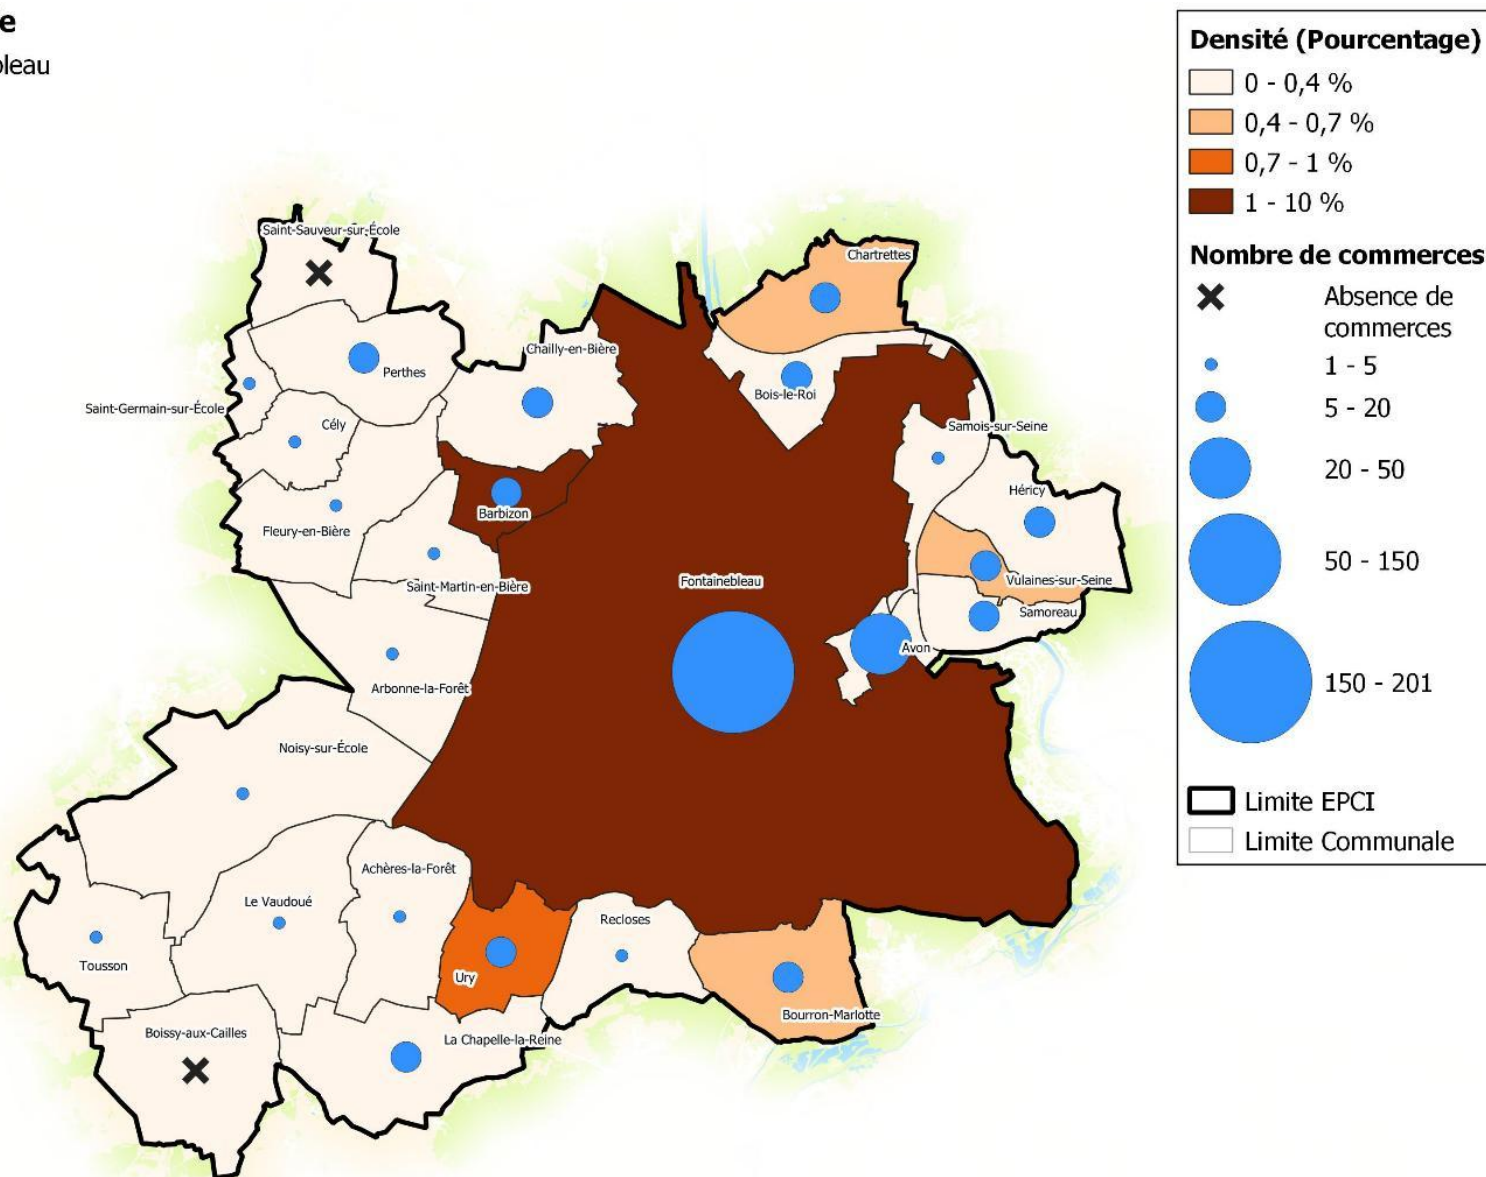 e
bleau
Densité (Pourcentage)
0 - 0,4 %
0,4 - 0,7 %
0,7 - 1 %
1 - 10 %
Nombre de commerces
Absence de
commerces
1 - 5
5 - 20
20 - 50
50 - 150
150 - 201
Limite EPCI
Limite Communale
Saint-Sauveur-sur-École
Chartrettes
Chailly-en-Bière
Perthes
Bois-le-Roi
Saint-Germain-sur-École
Cély
Samois-sur-Seine
Héricy
Barbizon
Fleury-en-Bière
Fontainebleau
Vulaines-sur-Seine
Saint-Martin-en-Bière
Samoreau
Avon
Arbonne-la-Forêt
Noisy-sur-École
Achères-la-Forêt
Le Vaudoué
Recloses
Tousson
Ury
Bourron-Marlotte
Boissy-aux-Cailles
La Chapelle-la-Reine